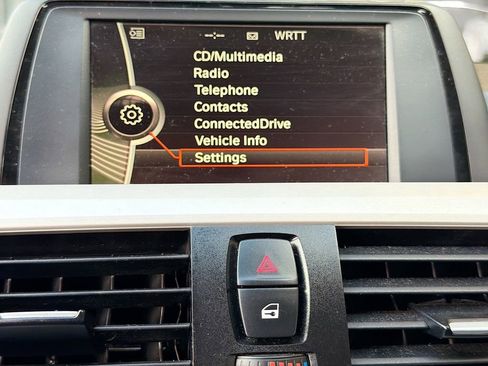 WRTT
CD/Multimedia
Radio
Telephone
Contacts
ConnectedDrive
Vehicle Info
Settings